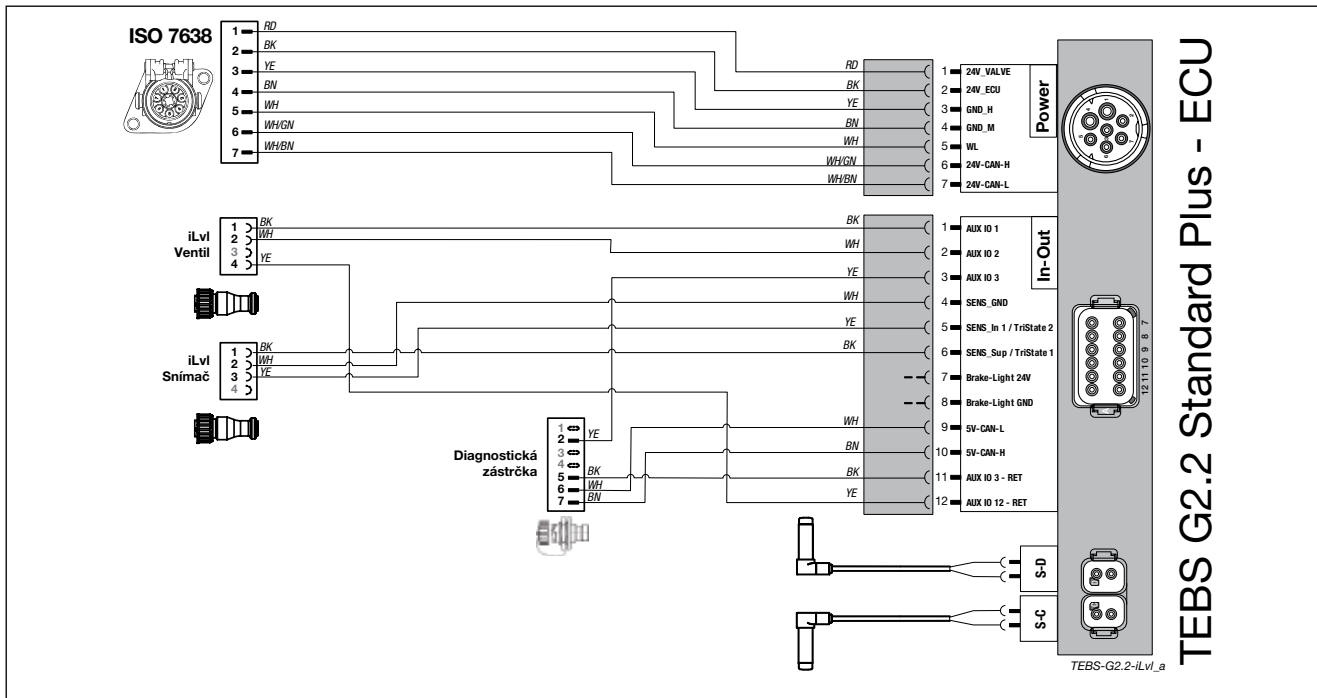 ISO 7638
1 RD
2 BK
3 YE
4 BN
5 WH
6 WH/GN
7 WH/BN
RD 1 24V_VALVE
BK 2 24V_ECU
YE 3 GND_H
BN 4 GND_M
WH 5 WL
WH/GN 6 24V-CAN-H
WH/BN 7 24V-CAN-L
Power
iLvl
Ventil
1 BK
2 WH
3
4 YE
iLvl
Snímač
1 BK
2 WH
3 YE
4
Diagnostická
zástrčka
1
2 YE
3
4
5 BK
6 WH
7 BN
BK 1 AUX IO 1
WH 2 AUX IO 2
YE 3 AUX IO 3
WH 4 SENS_GND
YE 5 SENS_In 1 / TriState 2
BK 6 SENS_Sup / TriState 1
7 Brake-Light 24V
8 Brake-Light GND
WH 9 5V-CAN-L
BN 10 5V-CAN-H
BK 11 AUX IO 3 - RET
YE 12 AUX IO 12 - RET
In-Out
12 11 10 9 8 7
S-D
S-C
TEBS G2.2 Standard Plus - ECU
TEBS-G2.2-iLvl_a